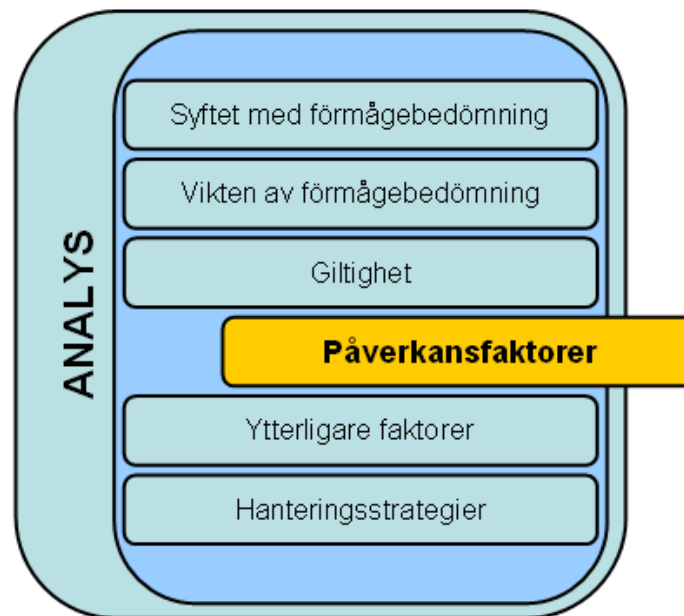 ANALYS
Syftet med förmågebedömning
Vikten av förmågebedömning
Giltighet
Påverkansfaktorer
Ytterligare faktorer
Hanteringsstrategier